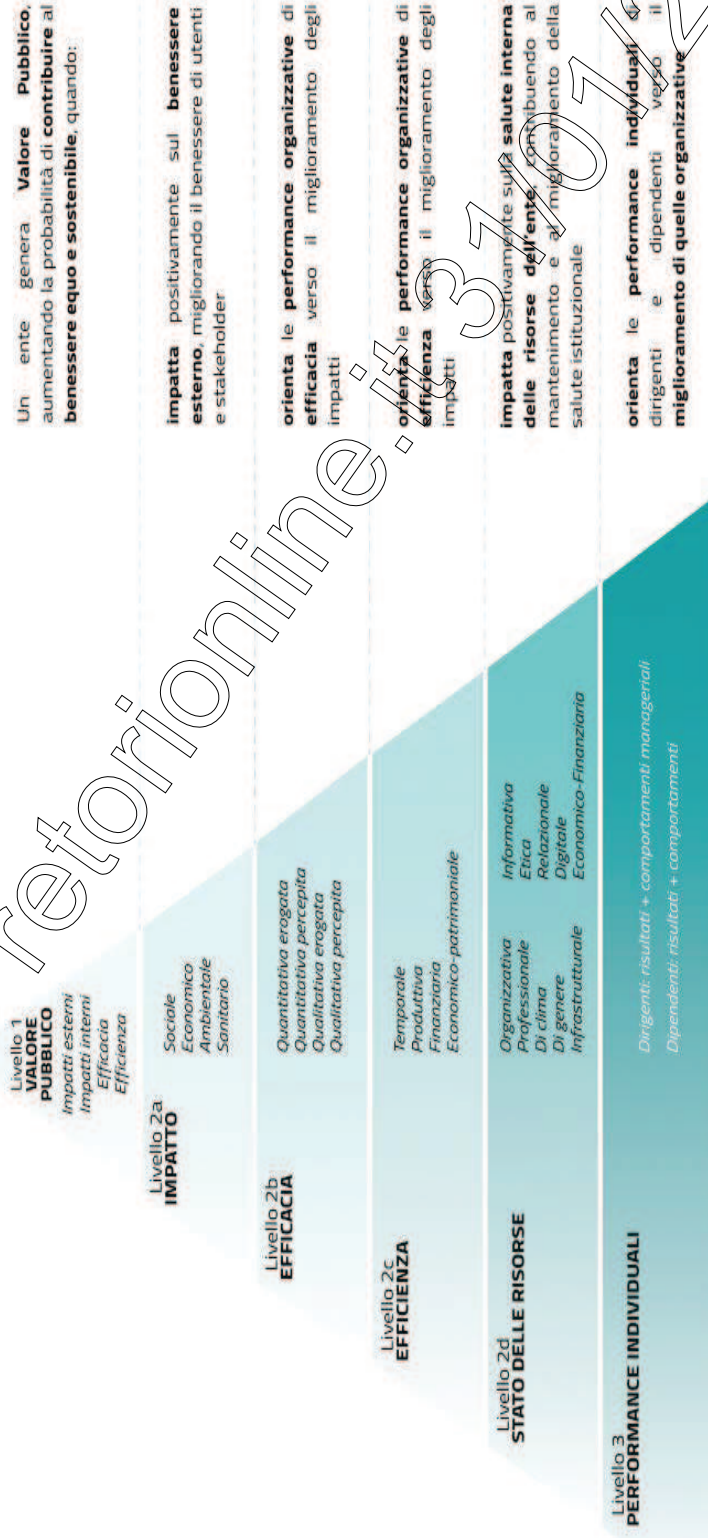 Livello 1
VALORE
PUBBLICO
Impatti esterni
Impatti interni
Efficacia
Efficienza
Un ente genera Valore Pubblico,
aumentando la probabilità di contribuire al
benessere equo e sostenibile, quando:
Livello 2a
IMPATTO
Sociale
Economico
Ambientale
Sanitario
impatta positivamente sul benessere
esterno, migliorando il benessere di utenti
e stakeholder
Livello 2b
EFFICACIA
Quantitativa erogata
Quantitativa percepita
Qualitativa erogata
Qualitativa percepita
orienta le performance organizzative di
efficacia verso il miglioramento degli
impatti
Livello 2c
EFFICIENZA
Temporale
Produttiva
Finanziaria
Economico-patrimoniale
orienta le performance organizzative di
efficienza verso il miglioramento degli
impatti
Livello 2d
STATO DELLE RISORSE
Organizzativa
Professionale
Di clima
Di genere
Infrastrutturale
Informativa
Etica
Relazionale
Digitale
Economico-Finanziaria
impatta positivamente sulla salute interna
delle risorse dell'ente, contribuendo al
mantenimento e al miglioramento della
salute istituzionale
Livello 3
PERFORMANCE INDIVIDUALI
Dirigenti: risultati + comportamenti manageriali
Dipendenti: risultati + comportamenti
orienta le performance individuali di
dirigenti e dipendenti verso il
miglioramento di quelle organizzative
retorionline.it 31/01/2